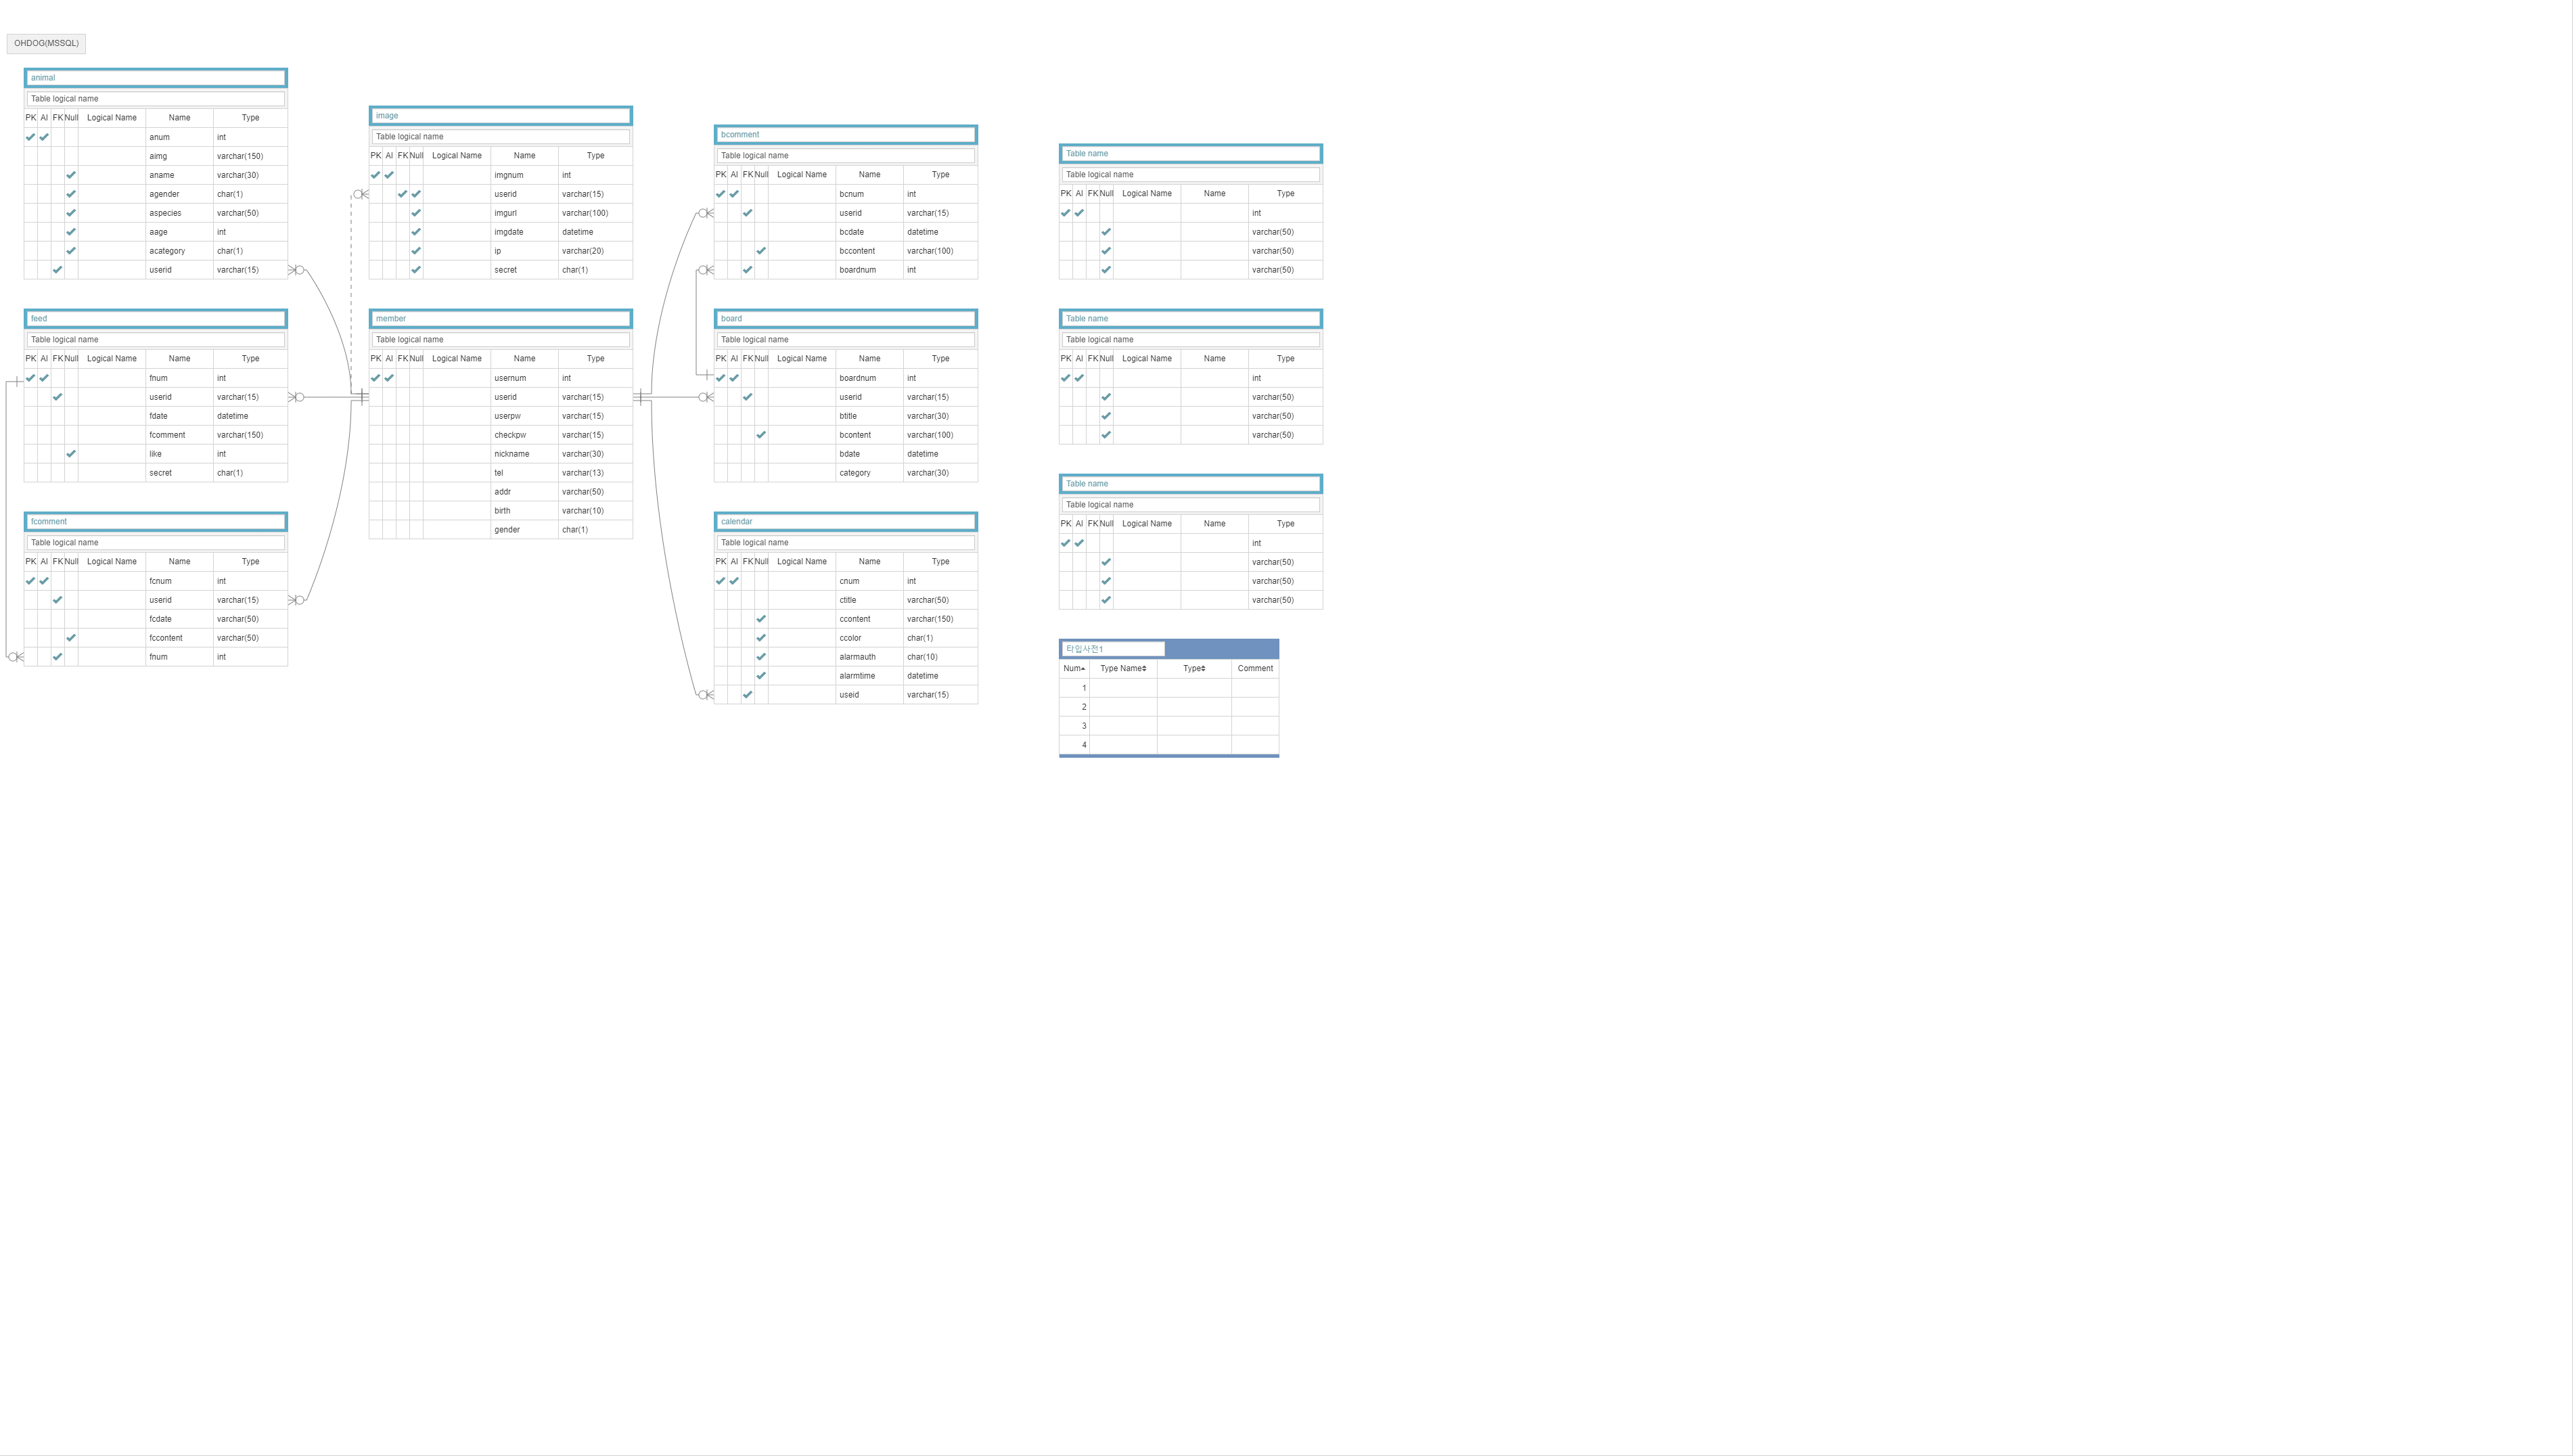 OHDOG(MSSQL)
animal
Table logical name
PK AI FK Null Logical Name Name Type
anum int
aimg varchar(150)
aname varchar(30)
agender char(1)
aspecies varchar(50)
aage int
acategory char(1)
userid varchar(15)
feed
Table logical name
PK AI FK Null Logical Name Name Type
fnum int
userid varchar(15)
fdate datetime
fcomment varchar(150)
like int
secret char(1)
fcomment
Table logical name
PK AI FK Null Logical Name Name Type
fcnum int
userid varchar(15)
fcdate varchar(50)
fccontent varchar(50)
fnum int
image
Table logical name
PK AI FK Null Logical Name Name Type
imgnum int
userid varchar(15)
imgurl varchar(100)
imgdate datetime
ip varchar(20)
secret char(1)
member
Table logical name
PK AI FK Null Logical Name Name Type
usernum int
userid varchar(15)
userpw varchar(15)
checkpw varchar(15)
nickname varchar(30)
tel varchar(13)
addr varchar(50)
birth varchar(10)
gender char(1)
bcomment
Table logical name
PK AI FK Null Logical Name Name Type
bcnum int
userid varchar(15)
bcdate datetime
bccontent varchar(100)
boardnum int
board
Table logical name
PK AI FK Null Logical Name Name Type
boardnum int
userid varchar(15)
btitle varchar(30)
bcontent varchar(100)
bdate datetime
category varchar(30)
calendar
Table logical name
PK AI FK Null Logical Name Name Type
cnum int
ctitle varchar(50)
ccontent varchar(150)
ccolor char(1)
alarmauth char(10)
alarmtime datetime
useid varchar(15)
Table name
Table logical name
PK AI FK Null Logical Name Name Type
int
varchar(50)
varchar(50)
varchar(50)
Table name
Table logical name
PK AI FK Null Logical Name Name Type
int
varchar(50)
varchar(50)
varchar(50)
Table name
Table logical name
PK AI FK Null Logical Name Name Type
int
varchar(50)
varchar(50)
varchar(50)
타입사전1
Num Type Name Type Comment
1
2
3
4